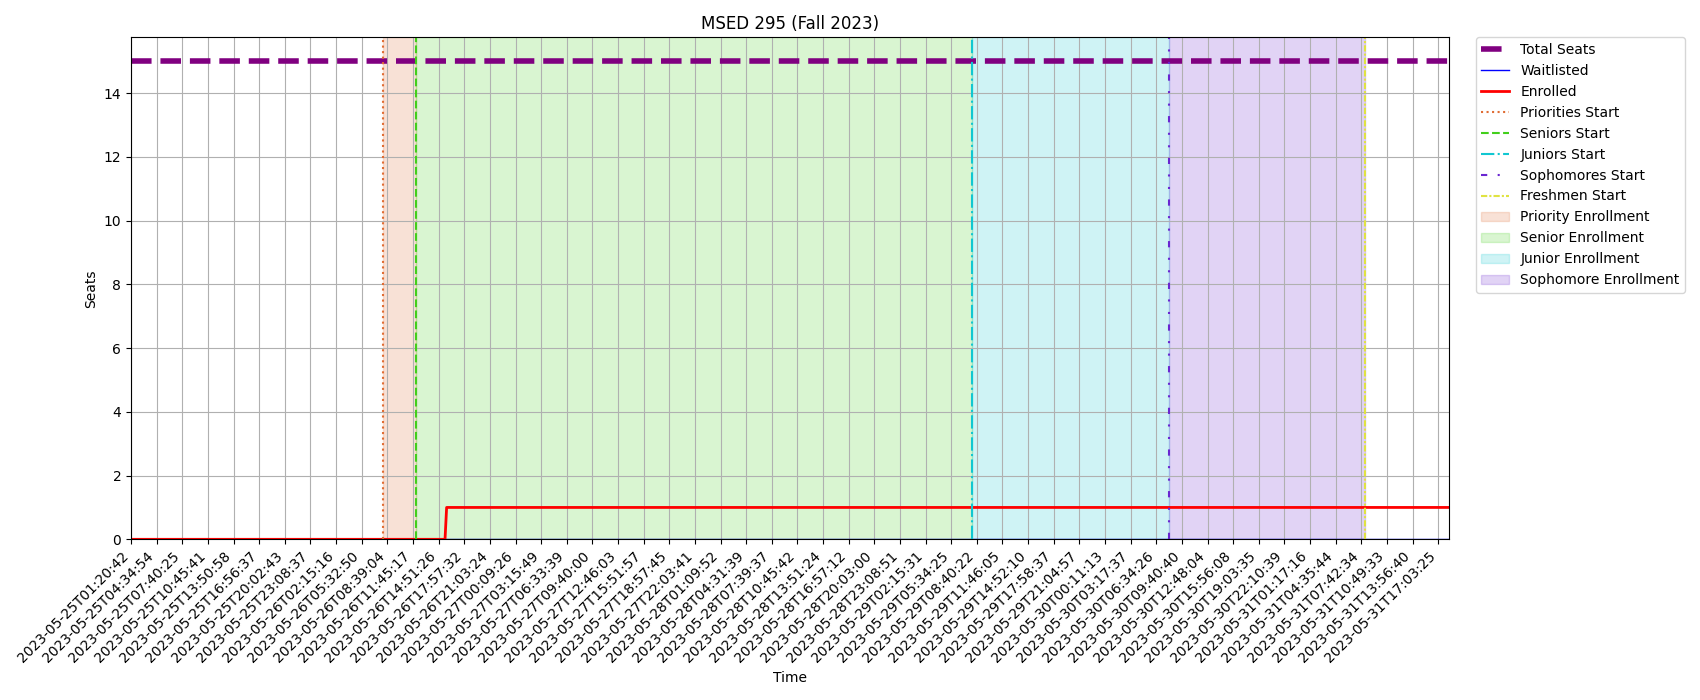 MSED 295 (Fall 2023)
Total Seats
Waitlisted
Enrolled
Priorities Start
Seniors Start
Juniors Start
Sophomores Start
Freshmen Start
Priority Enrollment
Senior Enrollment
Junior Enrollment
Sophomore Enrollment
Seats
14
12
10
8
6
4
2
0
2023-05-25T01:20:42
2023-05-25T04:34:54
2023-05-25T07:40:25
2023-05-25T10:45:41
2023-05-25T13:50:58
2023-05-25T16:56:37
2023-05-25T20:02:43
2023-05-25T23:08:37
2023-05-26T02:15:16
2023-05-26T05:32:50
2023-05-26T08:39:04
2023-05-26T11:45:17
2023-05-26T14:51:26
2023-05-26T17:57:32
2023-05-26T21:03:24
2023-05-27T00:09:26
2023-05-27T03:15:49
2023-05-27T06:33:39
2023-05-27T09:40:00
2023-05-27T12:46:03
2023-05-27T15:51:57
2023-05-27T18:57:45
2023-05-27T22:03:41
2023-05-28T01:09:52
2023-05-28T04:31:39
2023-05-28T07:39:37
2023-05-28T10:45:42
2023-05-28T13:51:24
2023-05-28T16:57:12
2023-05-28T20:03:00
2023-05-28T23:08:51
2023-05-29T02:15:31
2023-05-29T05:34:25
2023-05-29T08:40:22
2023-05-29T11:46:05
2023-05-29T14:52:10
2023-05-29T17:58:37
2023-05-29T21:04:57
2023-05-30T00:11:13
2023-05-30T03:17:37
2023-05-30T06:34:26
2023-05-30T09:40:40
2023-05-30T12:48:04
2023-05-30T15:56:08
2023-05-30T19:03:35
2023-05-30T22:10:39
2023-05-31T01:17:16
2023-05-31T04:35:44
2023-05-31T07:42:34
2023-05-31T10:49:33
2023-05-31T13:56:40
2023-05-31T17:03:25
Time